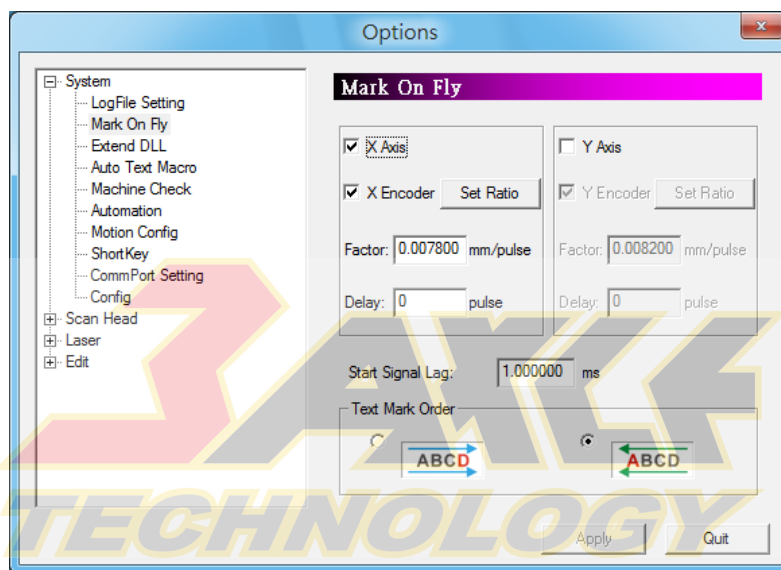 Options
System
LogFile Setting
Mark On Fly
Extend DLL
Auto Text Macro
Machine Check
Automation
Motion Config
ShortKey
CommPort Setting
Config
Scan Head
Laser
Edit
Mark On Fly
X Axis
X Encoder Set Ratio
Factor: 0.007800 mm/pulse
Delay: 0 pulse
Y Axis
Y Encoder Set Ratio
Factor: 0.008200 mm/pulse
Delay: 0 pulse
Start Signal Lag: 1.000000 ms
Text Mark Order
ABCD ABCD
Apply Quit
3AXLE
TECHNOLOGY